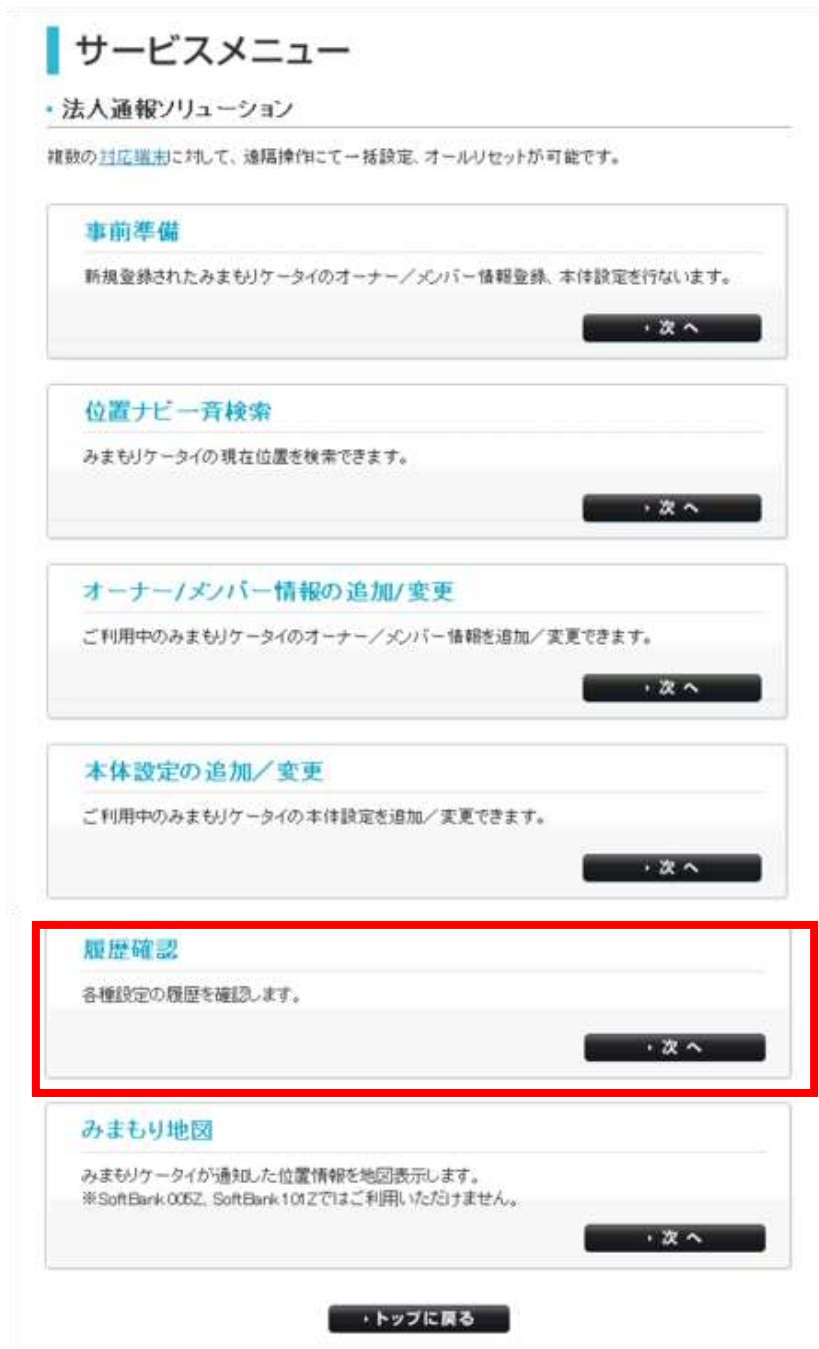 サービスメニュー
・法人通報ソリューション
複数の対応端末に対して、遠隔操作にて一括設定、オールリセットが可能です。
事前準備
新規登録されたみまもりケータイのオーナー／メンバー情報登録、本体設定を行ないます。
・次へ
位置ナビ一斉検索
みまもりケータイの現在位置を検索できます。
・次へ
オーナー/メンバー情報の追加/変更
ご利用中のみまもりケータイのオーナー／メンバー情報を追加／変更できます。
・次へ
本体設定の追加／変更
ご利用中のみまもりケータイの本体設定を追加／変更できます。
・次へ
履歴確認
各種設定の履歴を確認します。
・次へ
みまもり地図
みまもりケータイが通知した位置情報を地図表示します。
※SoftBank 005Z、SoftBank 101Zではご利用いただけません。
・次へ
・トップに戻る